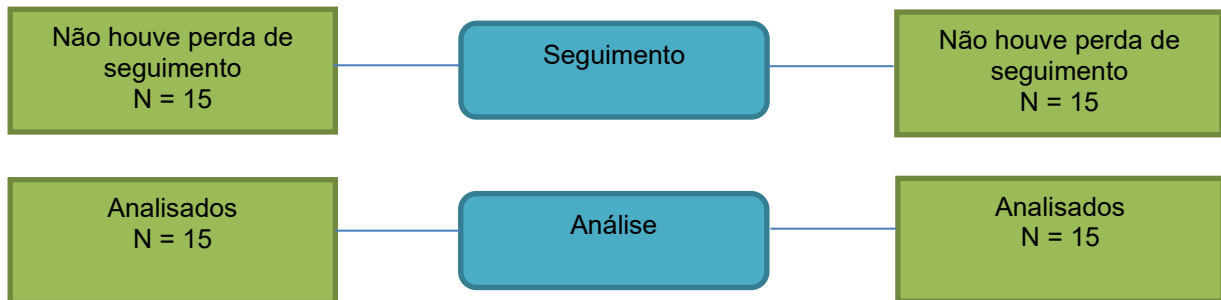 Não houve perda de
seguimento
N = 15
Seguimento
Não houve perda de
seguimento
N = 15
Analisados
N = 15
Análise
Analisados
N = 15